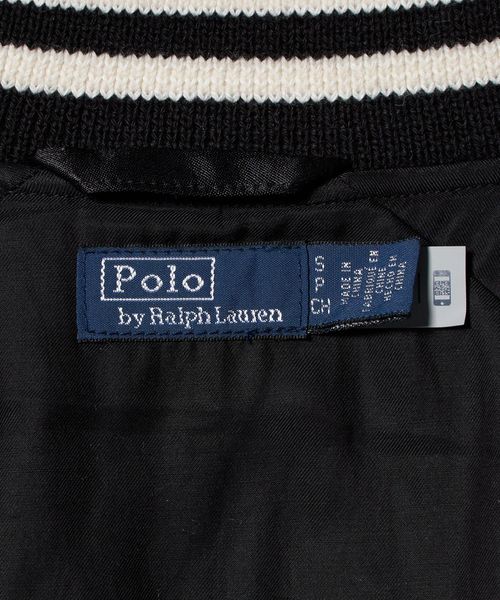 Polo
by Ralph Lauren
S
P
CH
MADE IN
CHINA
FABRIQUÉ EN
CHINE
HECHO EN
CHINA